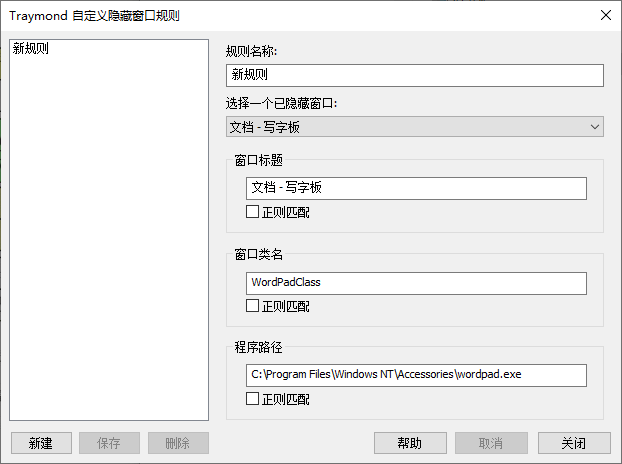 Traymond 自定义隐藏窗口规则
新规则
规则名称:
新规则
选择一个已隐藏窗口:
文档 - 写字板
窗口标题
文档 - 写字板
正则匹配
窗口类名
WordPadClass
正则匹配
程序路径
C:\Program Files\Windows NT\Accessories\wordpad.exe
正则匹配
新建 保存 删除 帮助 取消 关闭